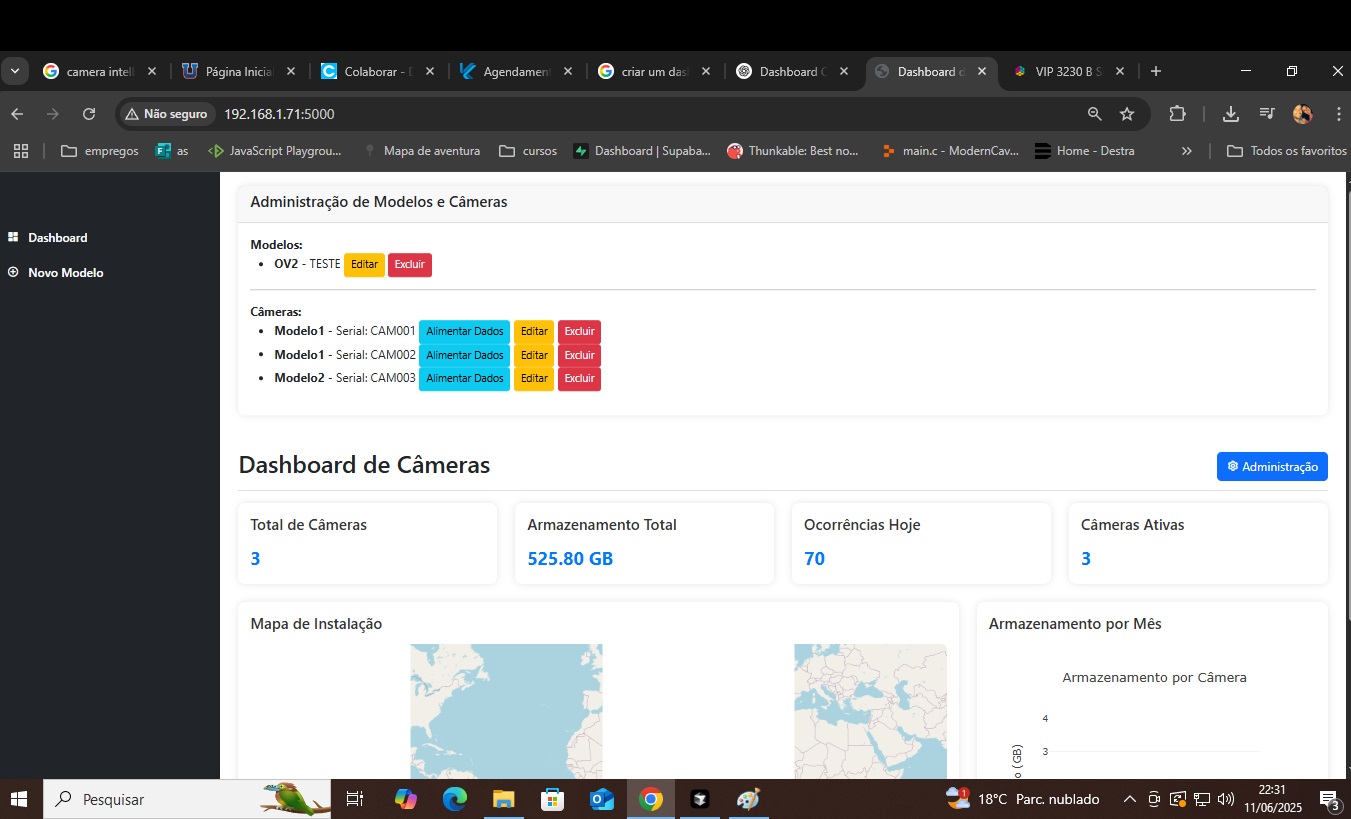 camera intel
Página Inicia
Colaborar - D
Agendament
criar um das
Dashboard C
Dashboard d
VIP 3230 B S
Não seguro
192.168.1.71:5000
empregos
as
JavaScript Playgrou...
Mapa de aventura
cursos
Dashboard | Supaba...
Thunkable: Best no...
main.c - ModernCav...
Home - Destra
»
Todos os favoritos
Dashboard
Novo Modelo
Administração de Modelos e Câmeras
Modelos:
• OV2 - TESTE Editar Excluir
Câmeras:
• Modelo1 - Serial: CAM001 Alimentar Dados Editar Excluir
• Modelo1 - Serial: CAM002 Alimentar Dados Editar Excluir
• Modelo2 - Serial: CAM003 Alimentar Dados Editar Excluir
Dashboard de Câmeras
Administração
Total de Câmeras
3
Armazenamento Total
525.80 GB
Ocorrências Hoje
70
Câmeras Ativas
3
Mapa de Instalação
Armazenamento por Mês
Armazenamento por Câmera
4
3
o (GB)
Pesquisar
1
18°C Parc. nublado
22:31
11/06/2025
3